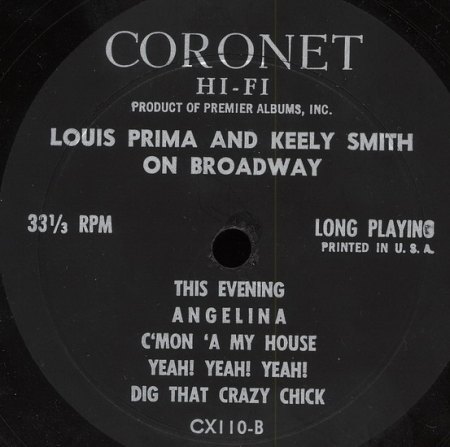 CORONET
HI-FI
PRODUCT OF PREMIER ALBUMS, INC.
LOUIS PRIMA AND KEELY SMITH
ON BROADWAY
33⅓ RPM
LONG PLAYING
PRINTED IN U. S. A.
THIS EVENING
ANGELINA
C'MON 'A MY HOUSE
YEAH! YEAH! YEAH!
DIG THAT CRAZY CHICK
CX110-B